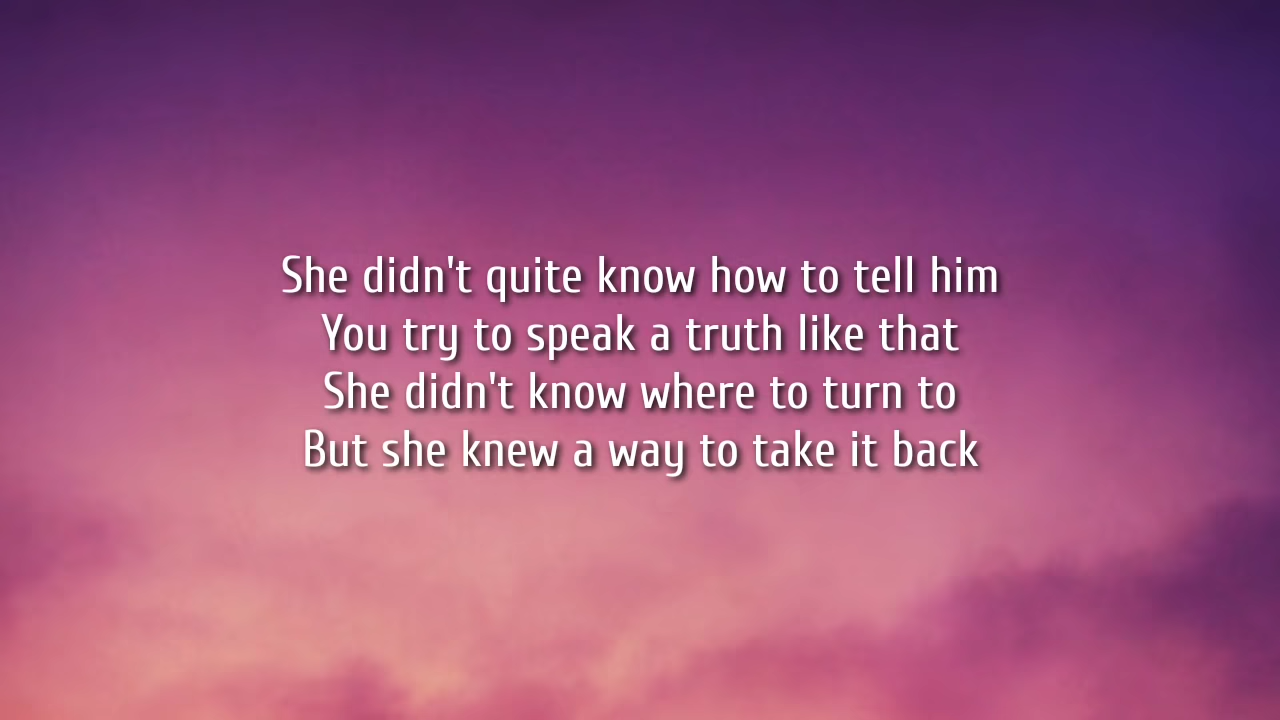 She didn't quite know how to tell him
You try to speak a truth like that
She didn't know where to turn to
But she knew a way to take it back